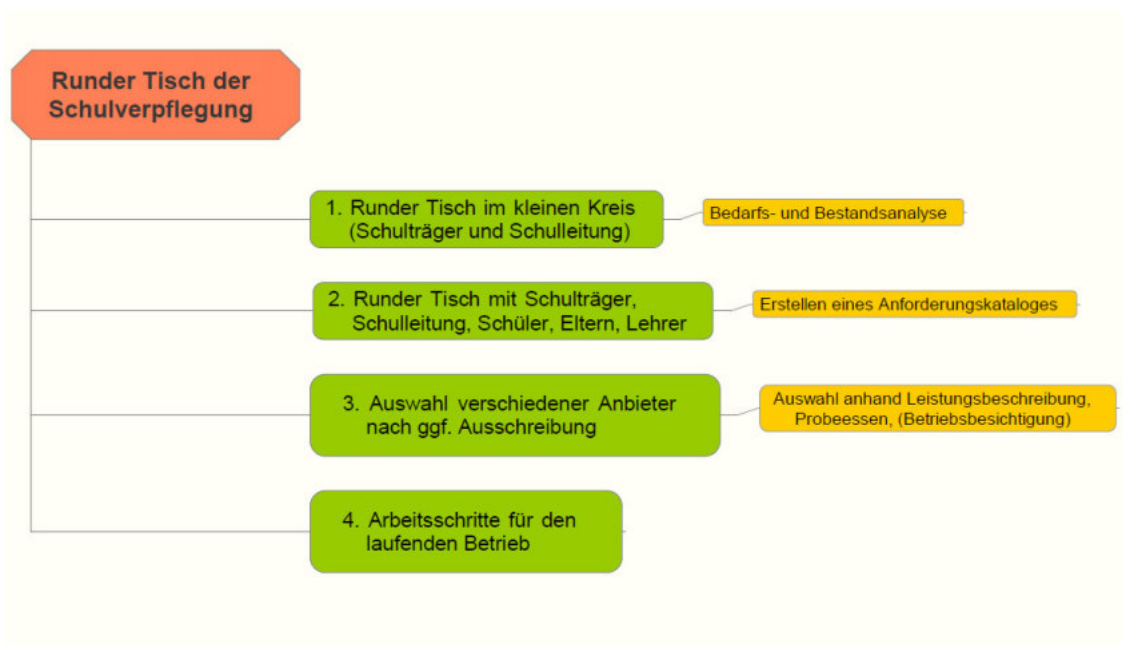 Runder Tisch der
Schulverpflegung
1. Runder Tisch im kleinen Kreis
(Schulträger und Schulleitung)
Bedarfs- und Bestandsanalyse
2. Runder Tisch mit Schulträger,
Schulleitung, Schüler, Eltern, Lehrer
Erstellen eines Anforderungskataloges
3. Auswahl verschiedener Anbieter
nach ggf. Ausschreibung
Auswahl anhand Leistungsbeschreibung,
Probeessen, (Betriebsbesichtigung)
4. Arbeitsschritte für den
laufenden Betrieb